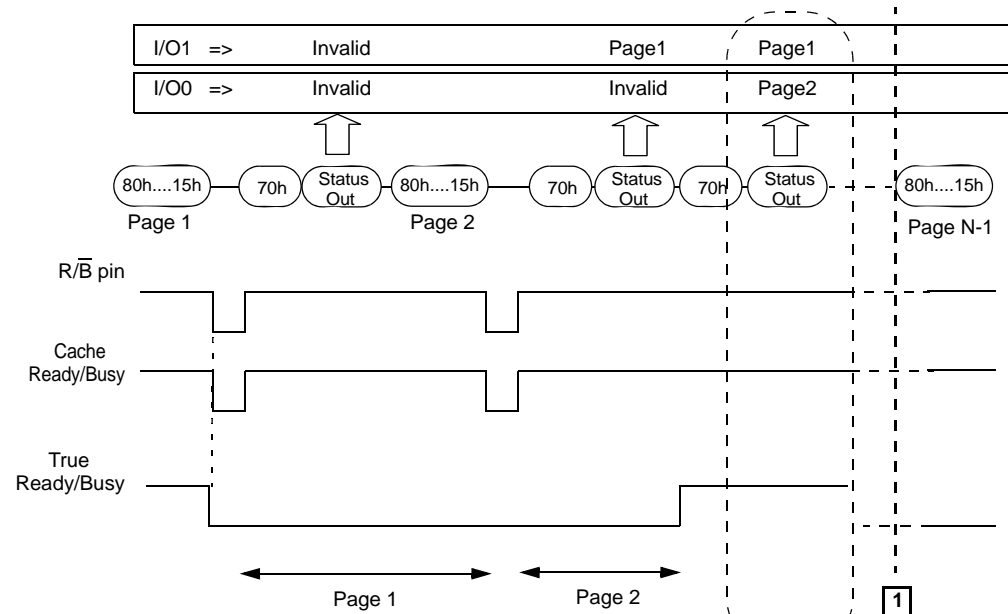 I/O1 => Invalid Page1 Page1
I/O0 => Invalid Invalid Page2
80h....15h 70h Status Out 80h....15h 70h Status Out 70h Status Out 80h....15h
Page 1 Page 2 Page N-1
R/B̅ pin
Cache
Ready/Busy
True
Ready/Busy
Page 1 Page 2
1